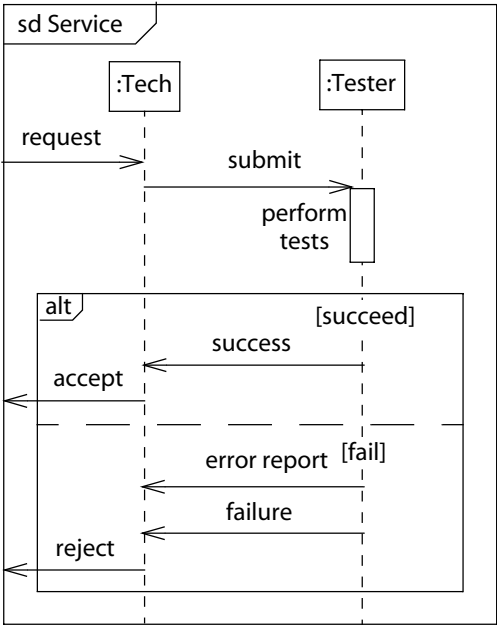 sd Service
:Tech
:Tester
request
submit
perform
tests
alt
[succeed]
success
accept
[fail]
error report
failure
reject